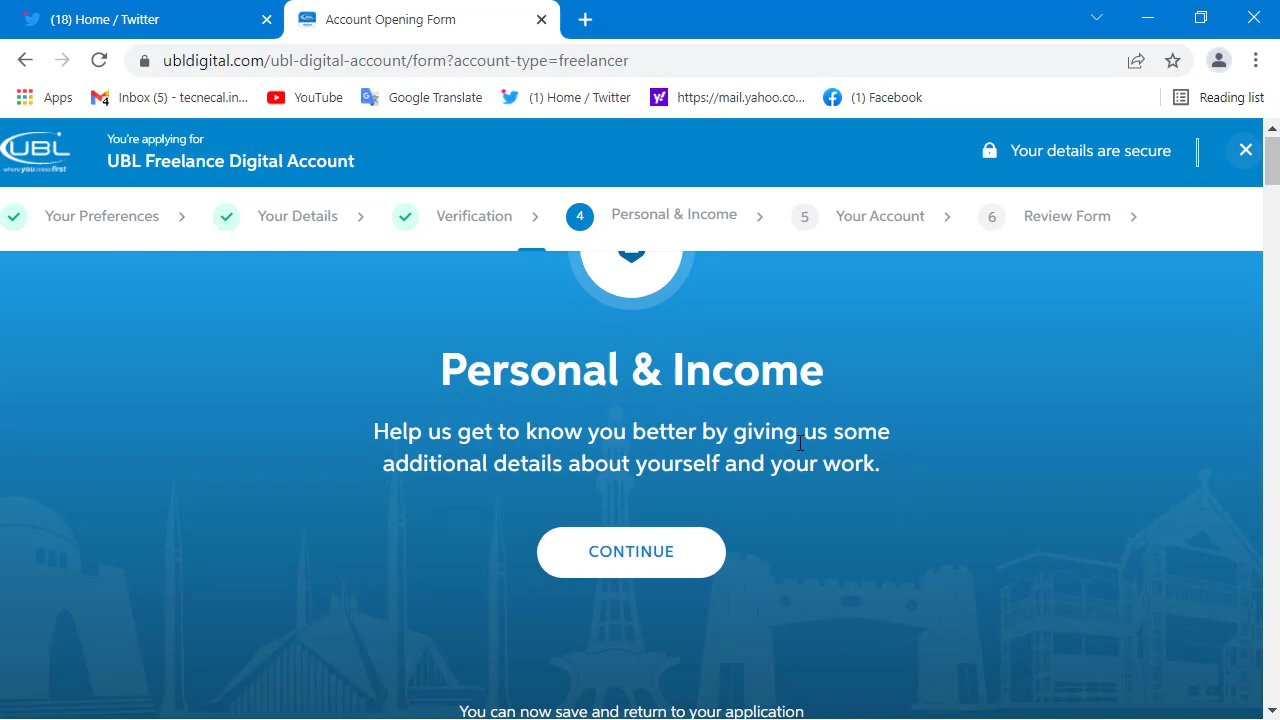 (18) Home / Twitter
Account Opening Form
ubldigital.com/ubl-digital-account/form?account-type=freelancer
Apps
Inbox (5) - tecnecal.in...
YouTube
Google Translate
(1) Home / Twitter
https://mail.yahoo.co...
(1) Facebook
Reading list
UBL
where you come first
You're applying for
UBL Freelance Digital Account
Your details are secure
Your Preferences
Your Details
Verification
4
Personal & Income
5
Your Account
6
Review Form
Personal & Income
Help us get to know you better by giving us some
additional details about yourself and your work.
CONTINUE
You can now save and return to your application